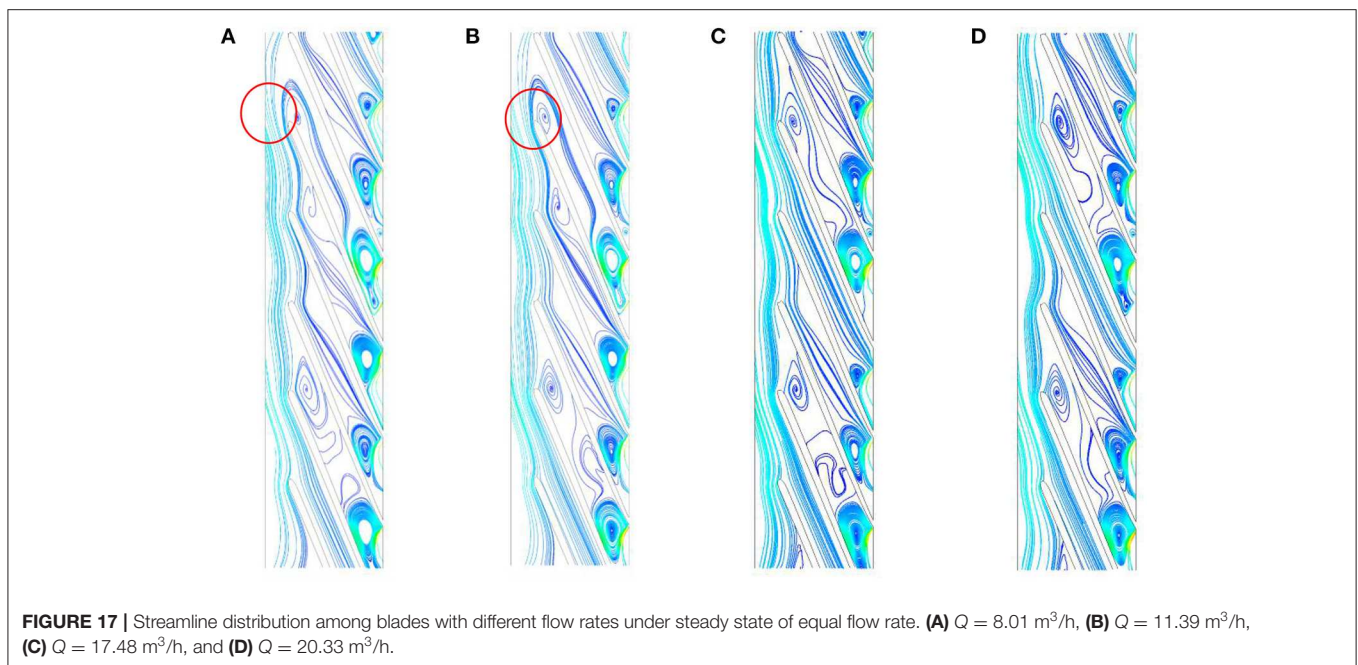 A
B
C
D
FIGURE 17 | Streamline distribution among blades with different flow rates under steady state of equal flow rate. (A) Q = 8.01 m³/h, (B) Q = 11.39 m³/h,
(C) Q = 17.48 m³/h, and (D) Q = 20.33 m³/h.